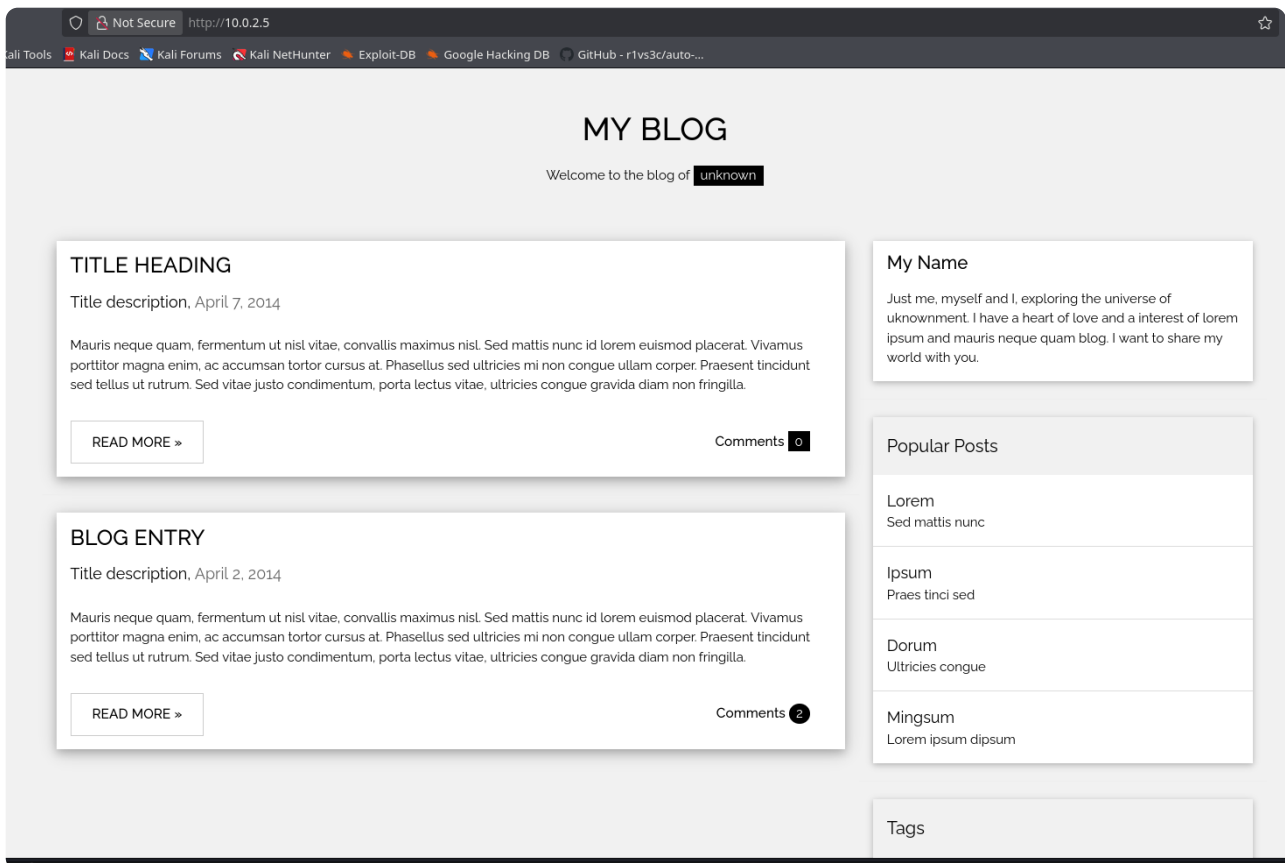 Not Secure http://10.0.2.5
Kali Tools Kali Docs Kali Forums Kali NetHunter Exploit-DB Google Hacking DB GitHub - r1vs3c/auto-...
MY BLOG
Welcome to the blog of unknown
TITLE HEADING
Title description, April 7, 2014
Mauris neque quam, fermentum ut nisl vitae, convallis maximus nisl. Sed mattis nunc id lorem euismod placerat. Vivamus
porttitor magna enim, ac accumsan tortor cursus at. Phasellus sed ultricies mi non congue ullam corper. Praesent tincidunt
sed tellus ut rutrum. Sed vitae justo condimentum, porta lectus vitae, ultricies congue gravida diam non fringilla.
READ MORE »
Comments 0
BLOG ENTRY
Title description, April 2, 2014
Mauris neque quam, fermentum ut nisl vitae, convallis maximus nisl. Sed mattis nunc id lorem euismod placerat. Vivamus
porttitor magna enim, ac accumsan tortor cursus at. Phasellus sed ultricies mi non congue ullam corper. Praesent tincidunt
sed tellus ut rutrum. Sed vitae justo condimentum, porta lectus vitae, ultricies congue gravida diam non fringilla.
READ MORE »
Comments 2
My Name
Just me, myself and I, exploring the universe of
uknownment. I have a heart of love and a interest of lorem
ipsum and mauris neque quam blog. I want to share my
world with you.
Popular Posts
Lorem
Sed mattis nunc
Ipsum
Praes tinci sed
Dorum
Ultricies congue
Mingsum
Lorem ipsum dipsum
Tags